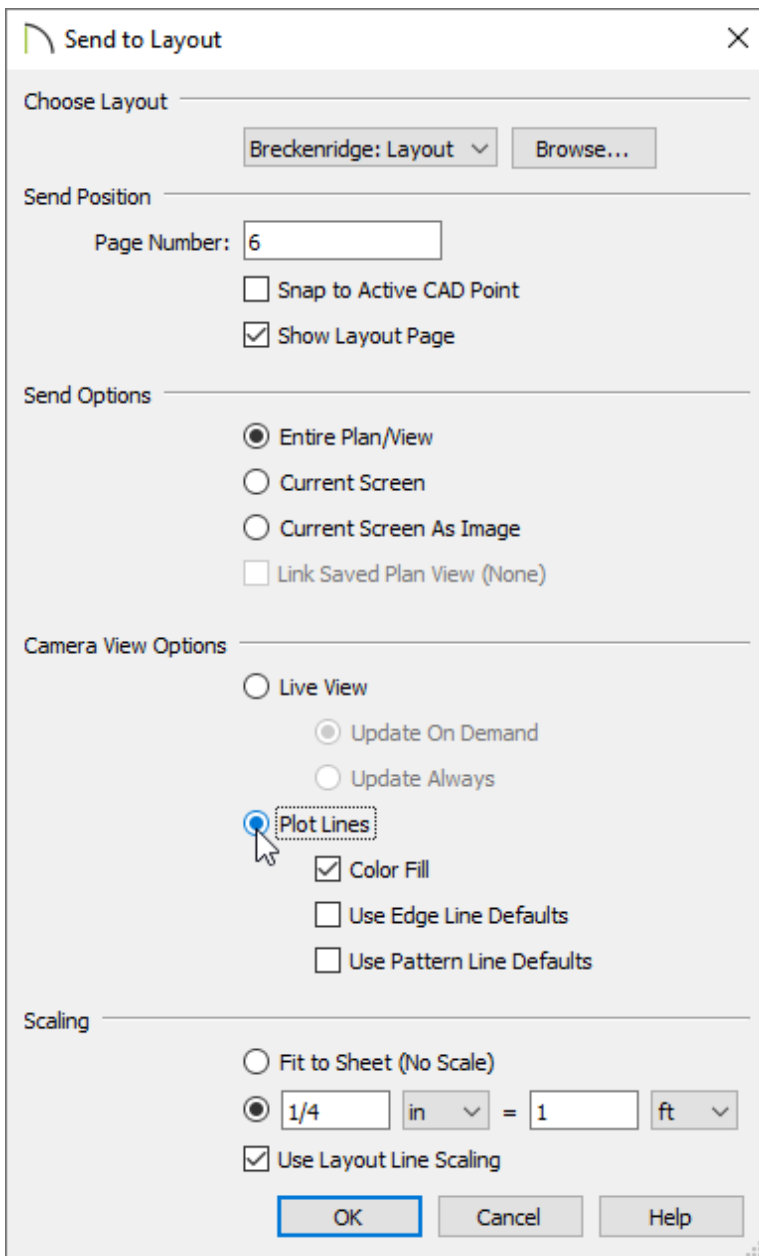 Send to Layout
Choose Layout
Breckenridge: Layout Browse...
Send Position
Page Number: 6
Snap to Active CAD Point
Show Layout Page
Send Options
Entire Plan/View
Current Screen
Current Screen As Image
Link Saved Plan View (None)
Camera View Options
Live View
Update On Demand
Update Always
Plot Lines
Color Fill
Use Edge Line Defaults
Use Pattern Line Defaults
Scaling
Fit to Sheet (No Scale)
1/4 in = 1 ft
Use Layout Line Scaling
OK Cancel Help